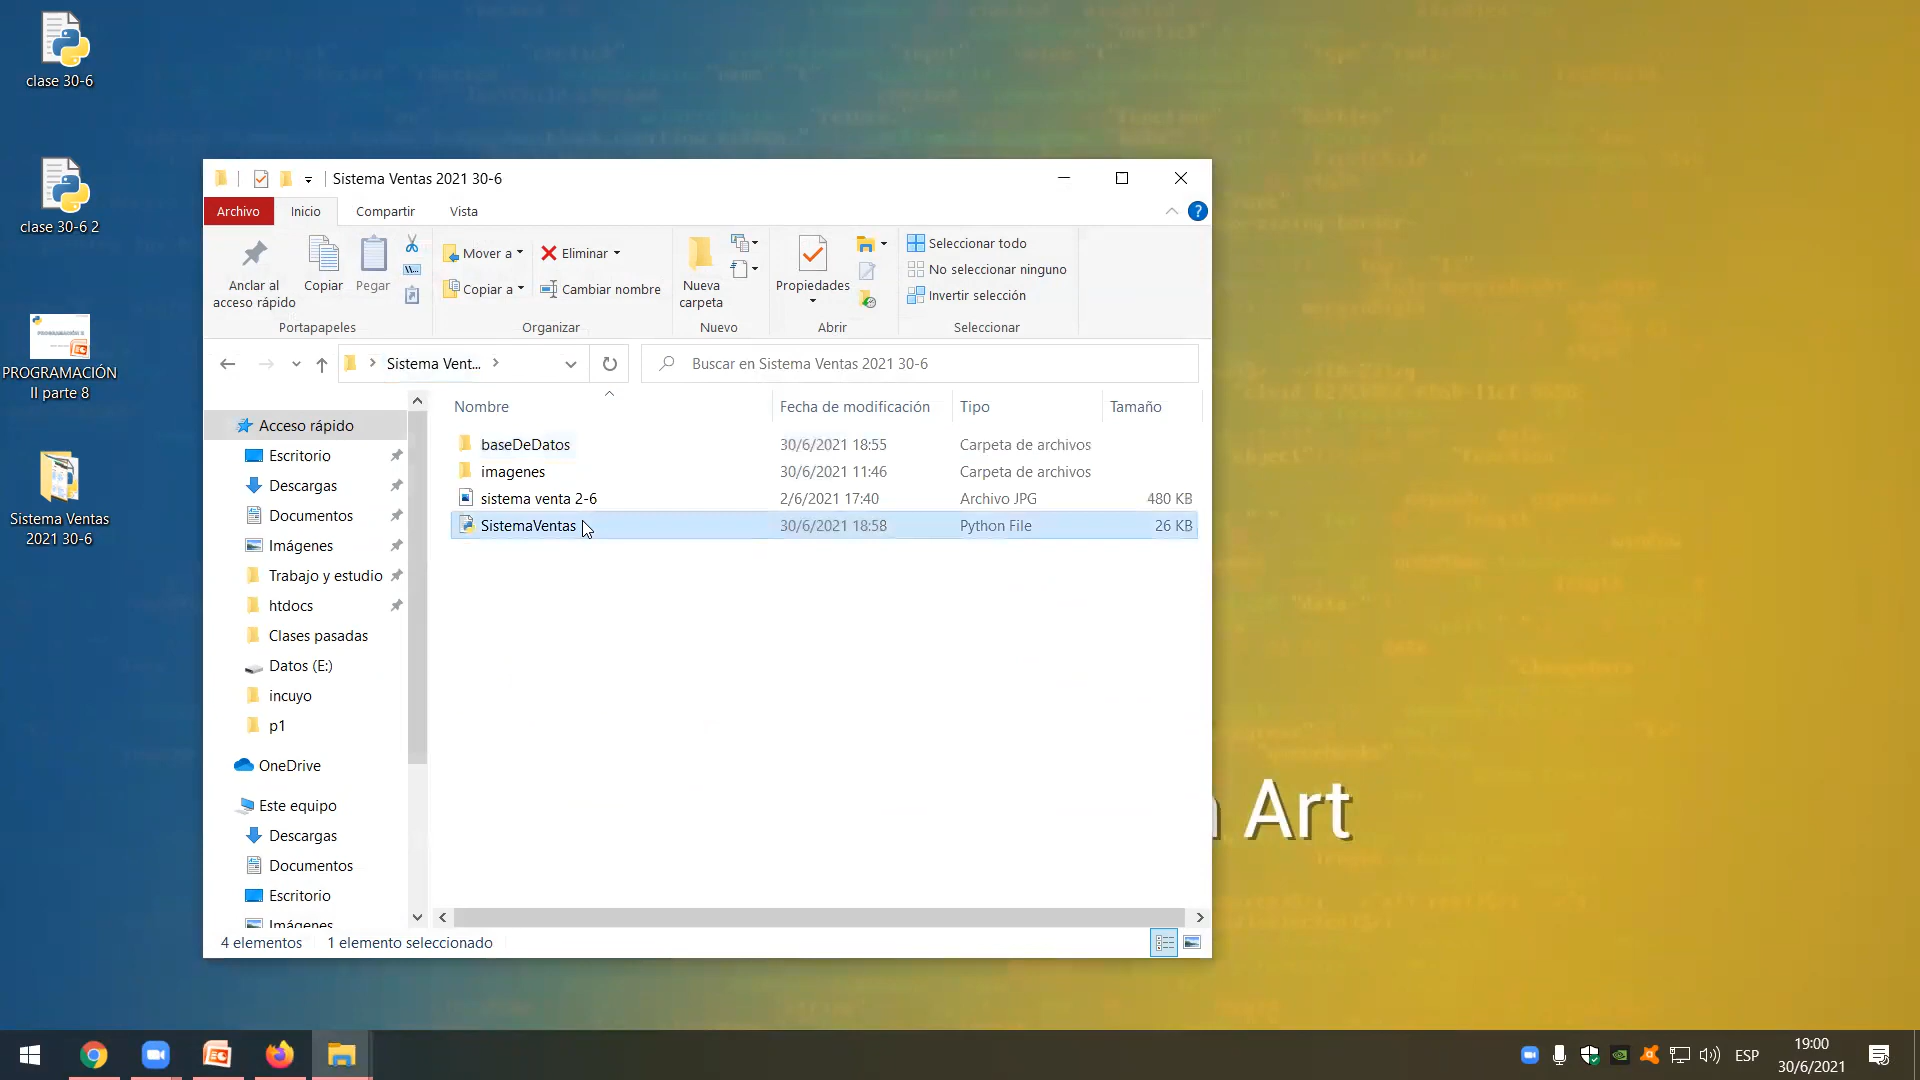 clase 30-6
clase 30-6 2
PROGRAMACIÓN
II parte 8
Sistema Ventas
2021 30-6
Sistema Ventas 2021 30-6
Archivo
Inicio
Compartir
Vista
Anclar al
acceso rápido
Copiar
Pegar
Portapapeles
Mover a
Copiar a
Eliminar
Cambiar nombre
Organizar
Nueva
carpeta
Nuevo
Propiedades
Abrir
Seleccionar todo
No seleccionar ninguno
Invertir selección
Seleccionar
Sistema Vent...
Buscar en Sistema Ventas 2021 30-6
Acceso rápido
Escritorio
Descargas
Documentos
Imágenes
Trabajo y estudio
htdocs
Clases pasadas
Datos (E:)
incuyo
p1
OneDrive
Este equipo
Descargas
Documentos
Escritorio
Imágenes
Nombre Fecha de modificación Tipo Tamaño
baseDeDatos 30/6/2021 18:55 Carpeta de archivos
imagenes 30/6/2021 11:46 Carpeta de archivos
sistema venta 2-6 2/6/2021 17:40 Archivo JPG 480 KB
SistemaVentas 30/6/2021 18:58 Python File 26 KB
4 elementos 1 elemento seleccionado
Art
ESP
19:00
30/6/2021